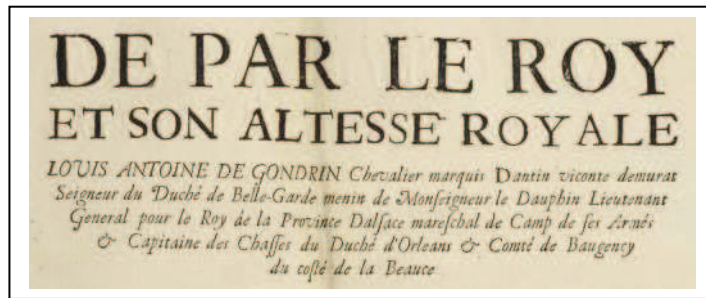 DE PAR LE ROY
ET SON ALTESSE ROYALE
LOUIS ANTOINE DE GONDRIN Chevalier marquis Dantin viconte demurat
Seigneur du Duché de Belle-Garde menin de Monſeigneur le Dauphin Lieutenant
General pour le Roy de la Province Dalſace mareſchal de Camp de ſes Armés
& Capitaine des Chaſſes du Duché d'Orleans & Comté de Baugency
du coſté de la Beauce